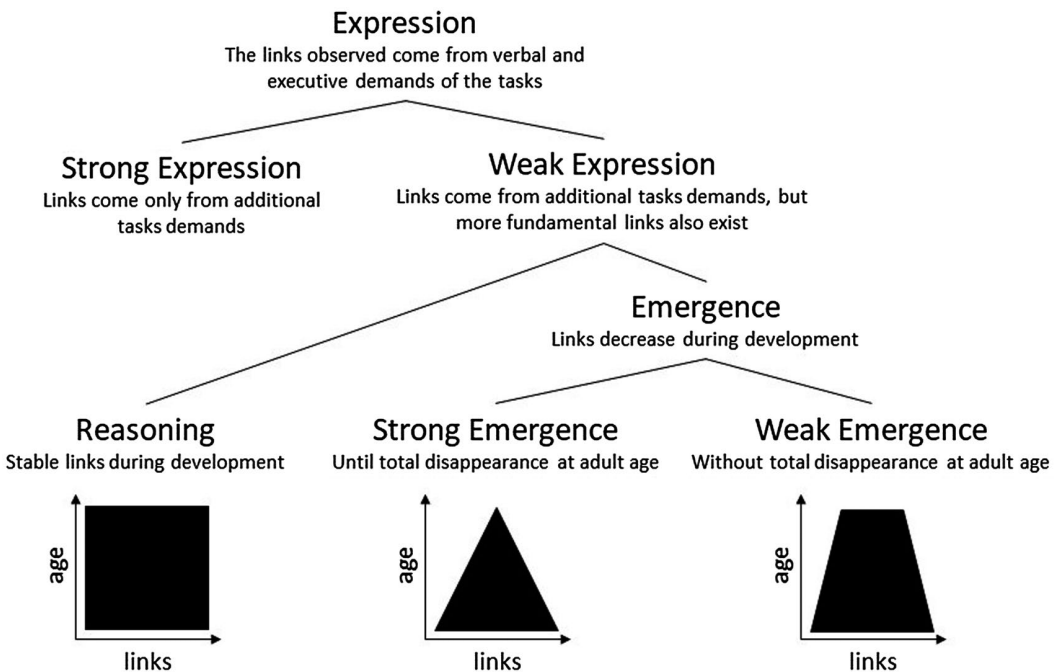 Expression
The links observed come from verbal and
executive demands of the tasks
Strong Expression
Links come only from additional
tasks demands
Weak Expression
Links come from additional tasks demands, but
more fundamental links also exist
Emergence
Links decrease during development
Reasoning
Stable links during development
Strong Emergence
Until total disappearance at adult age
Weak Emergence
Without total disappearance at adult age
age
links
age
links
age
links